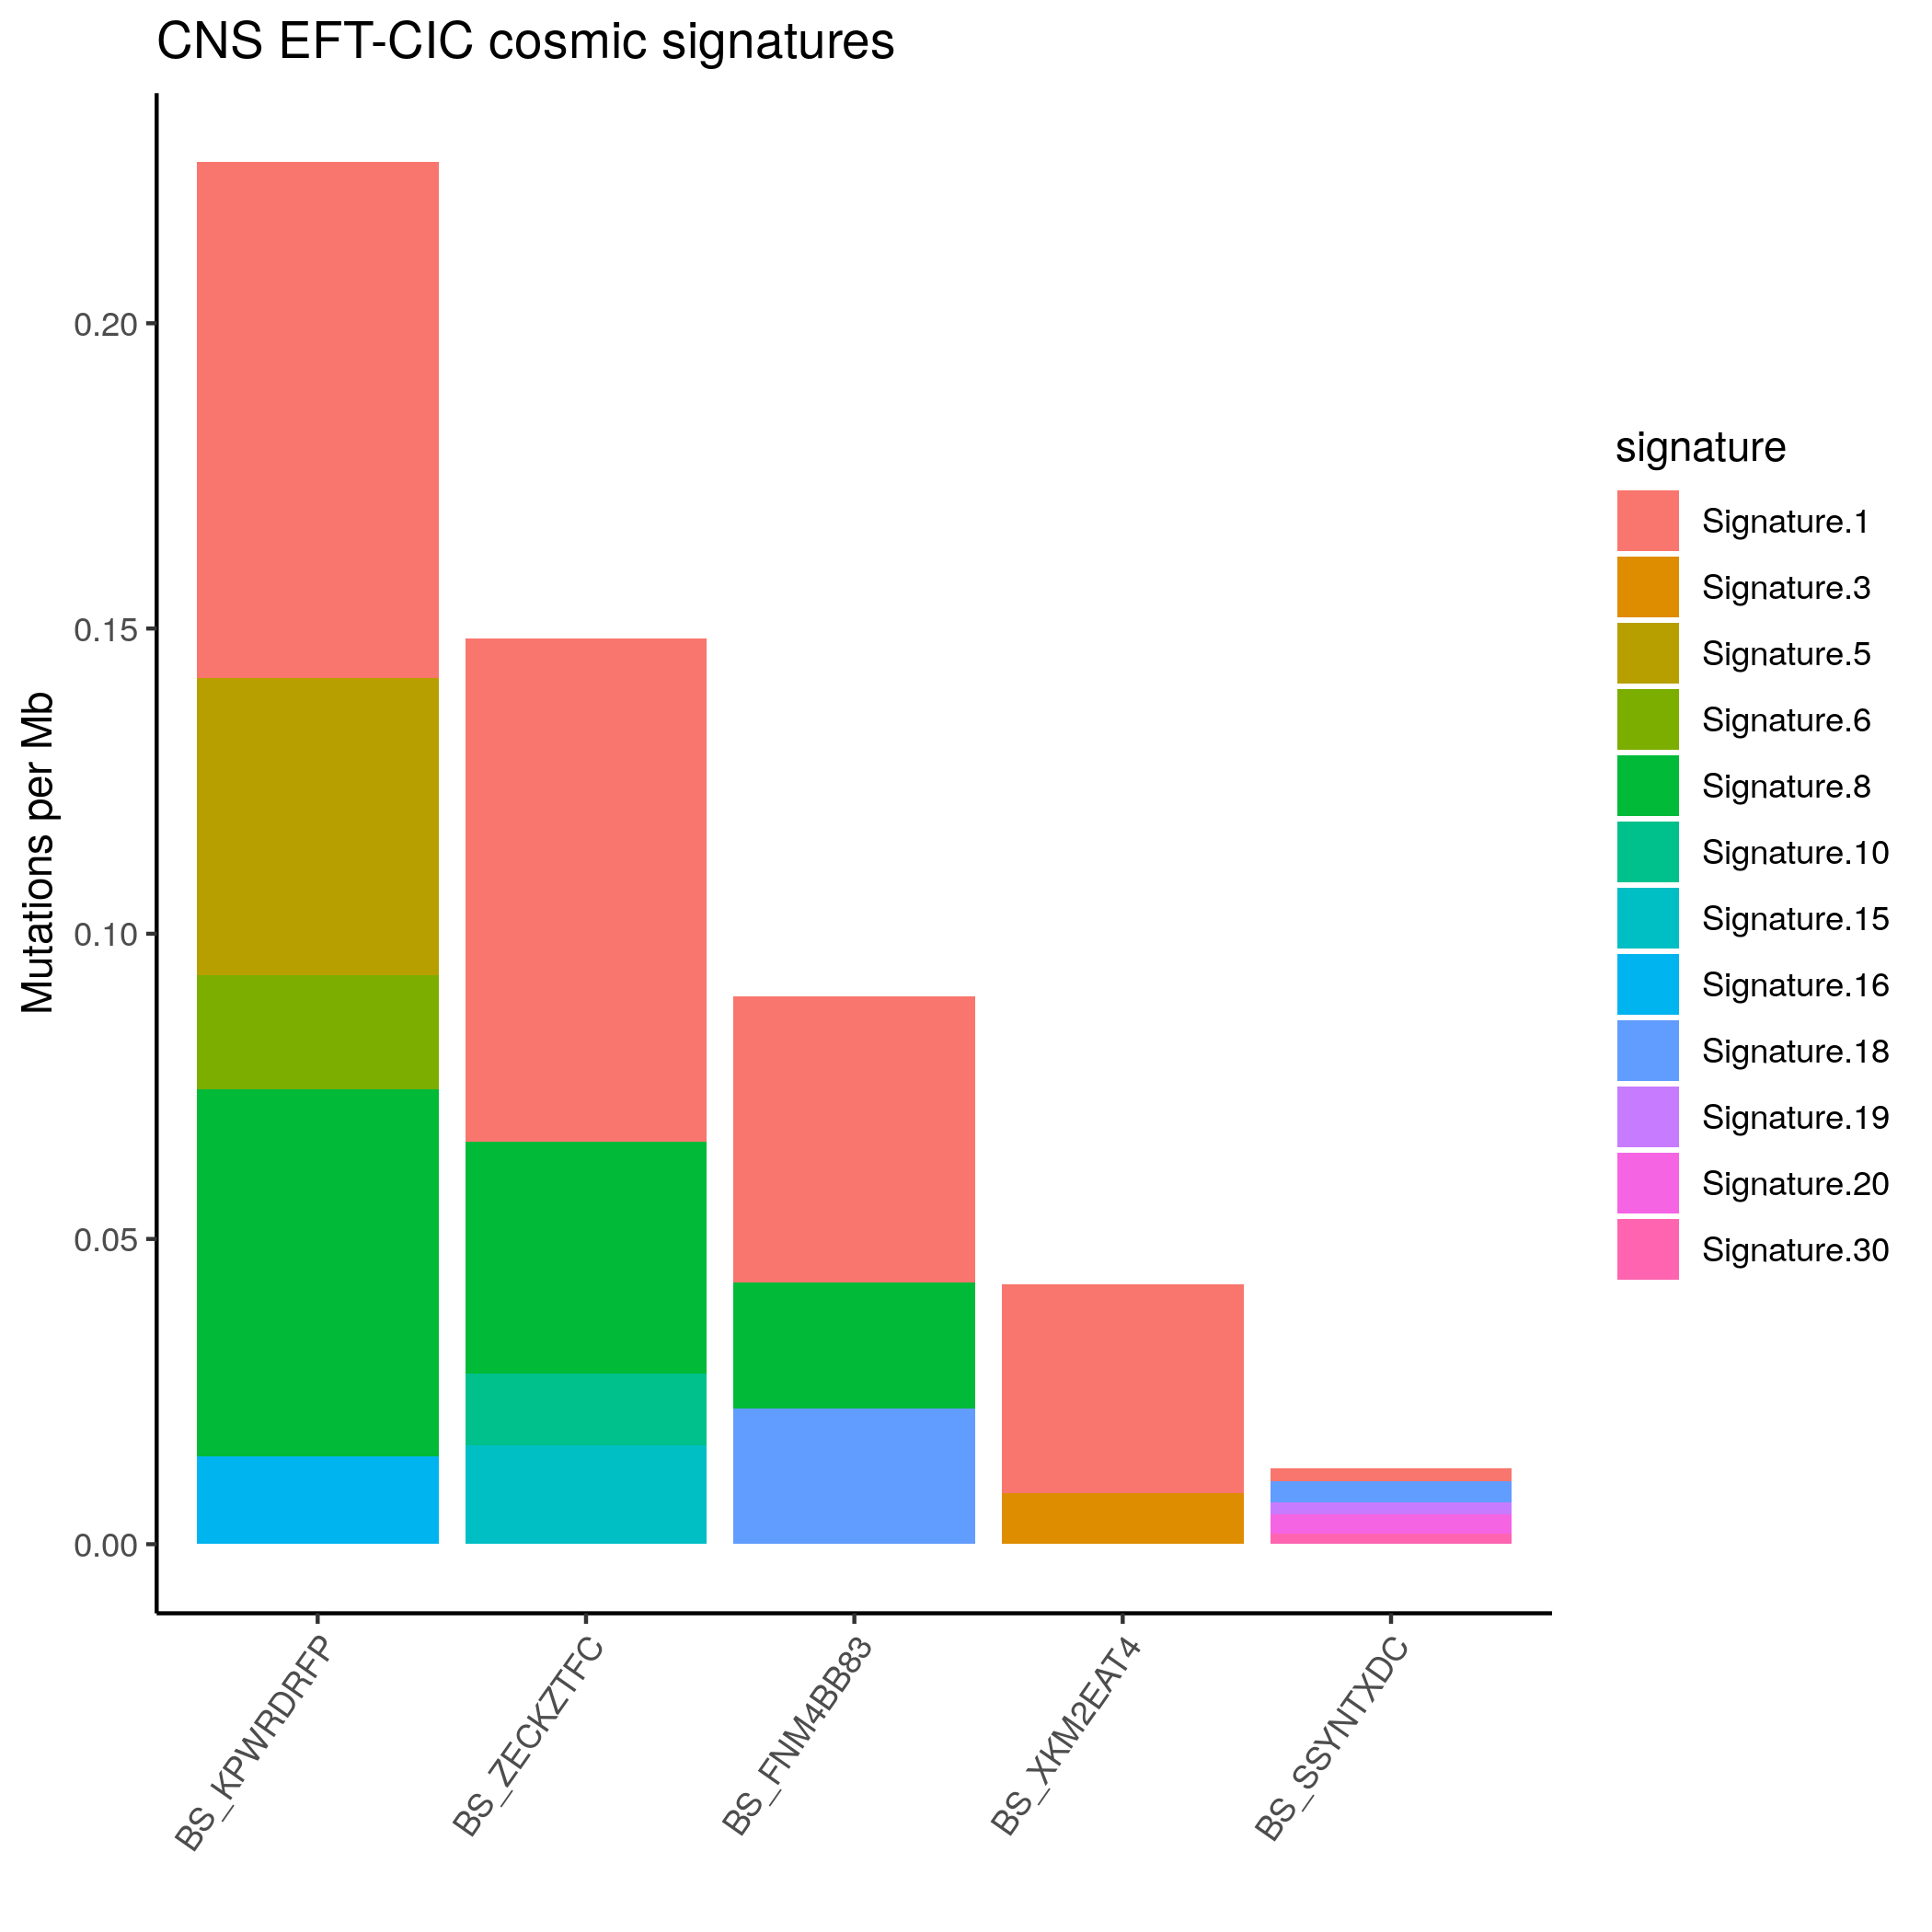 CNS EFT-CIC cosmic signatures
Mutations per Mb
0.20
0.15
0.10
0.05
0.00
BS_KPWRDRFP
BS_ZECKZTFC
BS_FNM4BB83
BS_XKM2EAT4
BS_SSYNTXDC
signature
Signature.1
Signature.3
Signature.5
Signature.6
Signature.8
Signature.10
Signature.15
Signature.16
Signature.18
Signature.19
Signature.20
Signature.30